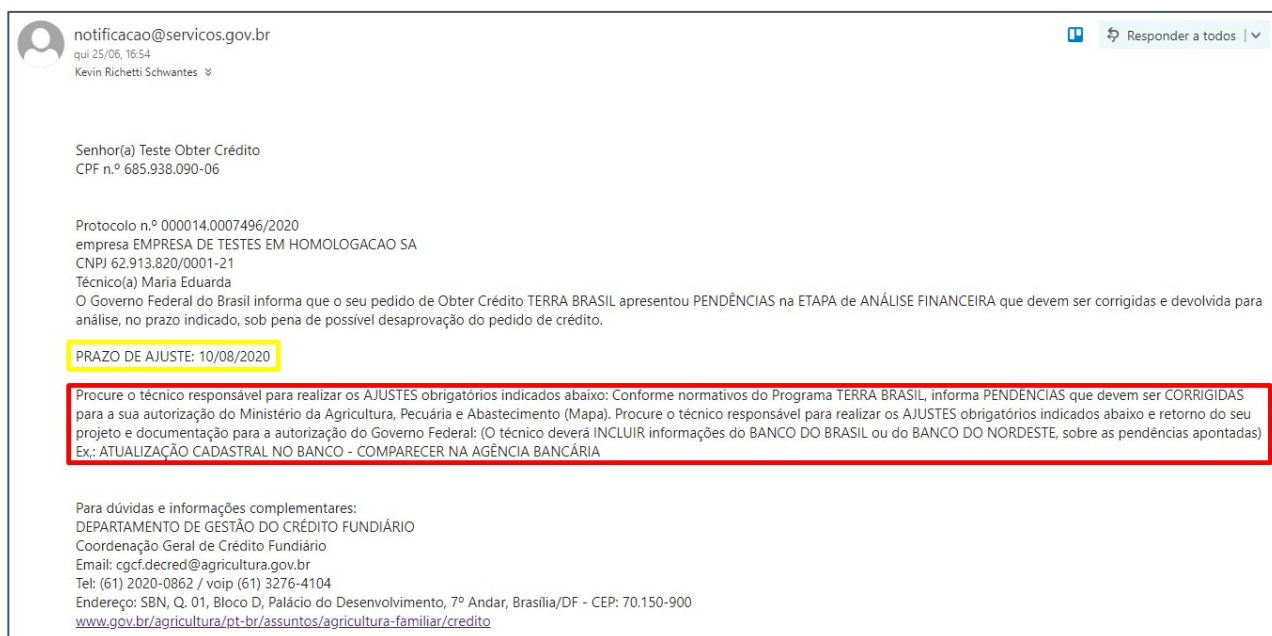 notificacao@servicos.gov.br
Responder a todos
qui 25/06, 16:54
Kevin Richetti Schwantes
Senhor(a) Teste Obter Crédito
CPF n.º 685.938.090-06
Protocolo n.º 000014.0007496/2020
empresa EMPRESA DE TESTES EM HOMOLOGACAO SA
CNPJ 62.913.820/0001-21
Técnico(a) Maria Eduarda
O Governo Federal do Brasil informa que o seu pedido de Obter Crédito TERRA BRASIL apresentou PENDÊNCIAS na ETAPA de ANÁLISE FINANCEIRA que devem ser corrigidas e devolvida para
análise, no prazo indicado, sob pena de possível desaprovação do pedido de crédito.
PRAZO DE AJUSTE: 10/08/2020
Procure o técnico responsável para realizar os AJUSTES obrigatórios indicados abaixo: Conforme normativos do Programa TERRA BRASIL, informa PENDÊNCIAS que devem ser CORRIGIDAS
para a sua autorização do Ministério da Agricultura, Pecuária e Abastecimento (Mapa). Procure o técnico responsável para realizar os AJUSTES obrigatórios indicados abaixo e retorno do seu
projeto e documentação para a autorização do Governo Federal: (O técnico deverá INCLUIR informações do BANCO DO BRASIL ou do BANCO DO NORDESTE, sobre as pendências apontadas)
Ex,: ATUALIZAÇÃO CADASTRAL NO BANCO - COMPARECER NA AGÊNCIA BANCÁRIA
Para dúvidas e informações complementares:
DEPARTAMENTO DE GESTÃO DO CRÉDITO FUNDIÁRIO
Coordenação Geral de Crédito Fundiário
Email: cgcf.decred@agricultura.gov.br
Tel: (61) 2020-0862 / voip (61) 3276-4104
Endereço: SBN, Q. 01, Bloco D, Palácio do Desenvolvimento, 7º Andar, Brasília/DF - CEP: 70.150-900
www.gov.br/agricultura/pt-br/assuntos/agricultura-familiar/credito